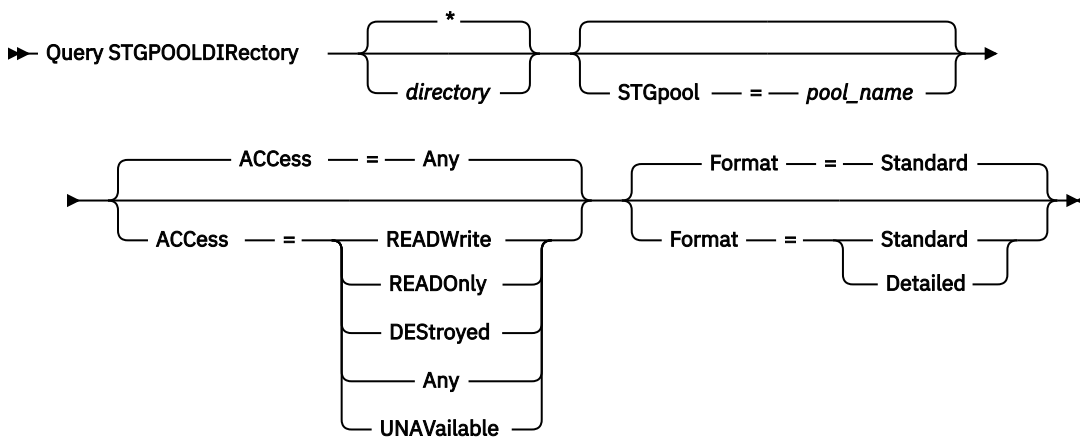 *
Query STGPOOLDIRectory
directory
STGpool = pool_name
ACCess = Any
Format = Standard
ACCess = READWrite
Format = Standard
READOnly
Detailed
DEStroyed
Any
UNAVailable